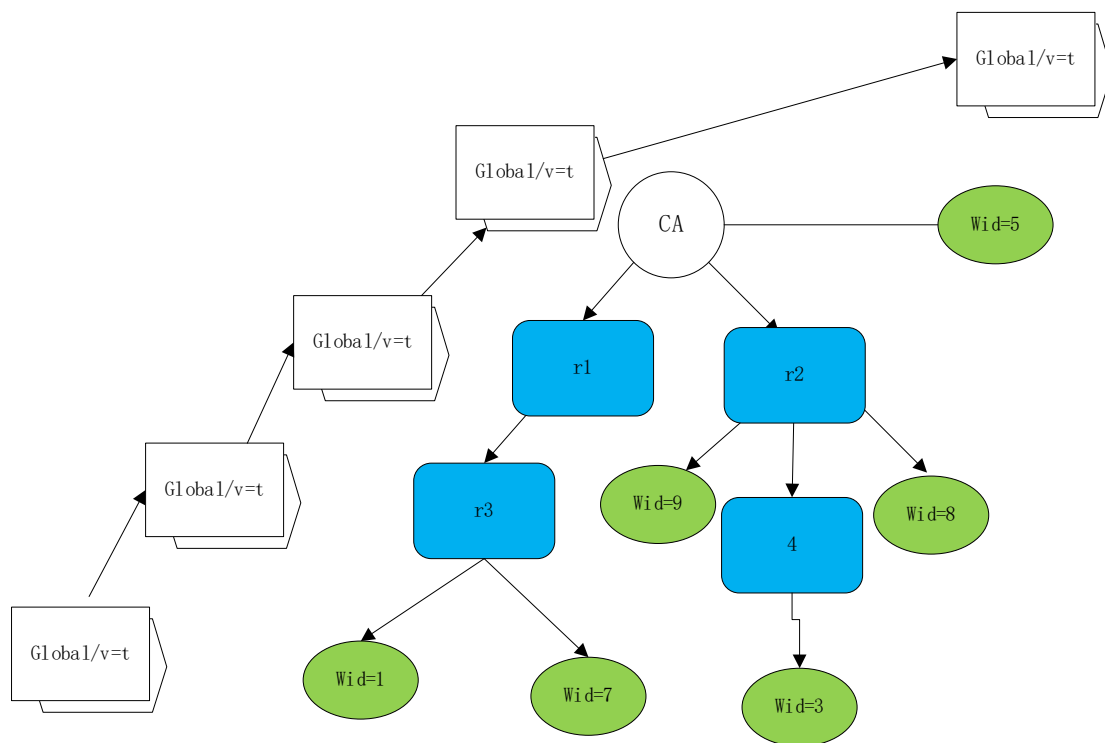 Global/v=t
Global/v=t
CA
Wid=5
Global/v=t
r1
r2
Global/v=t
r3
Wid=9
Wid=8
4
Global/v=t
Wid=1
Wid=7
Wid=3